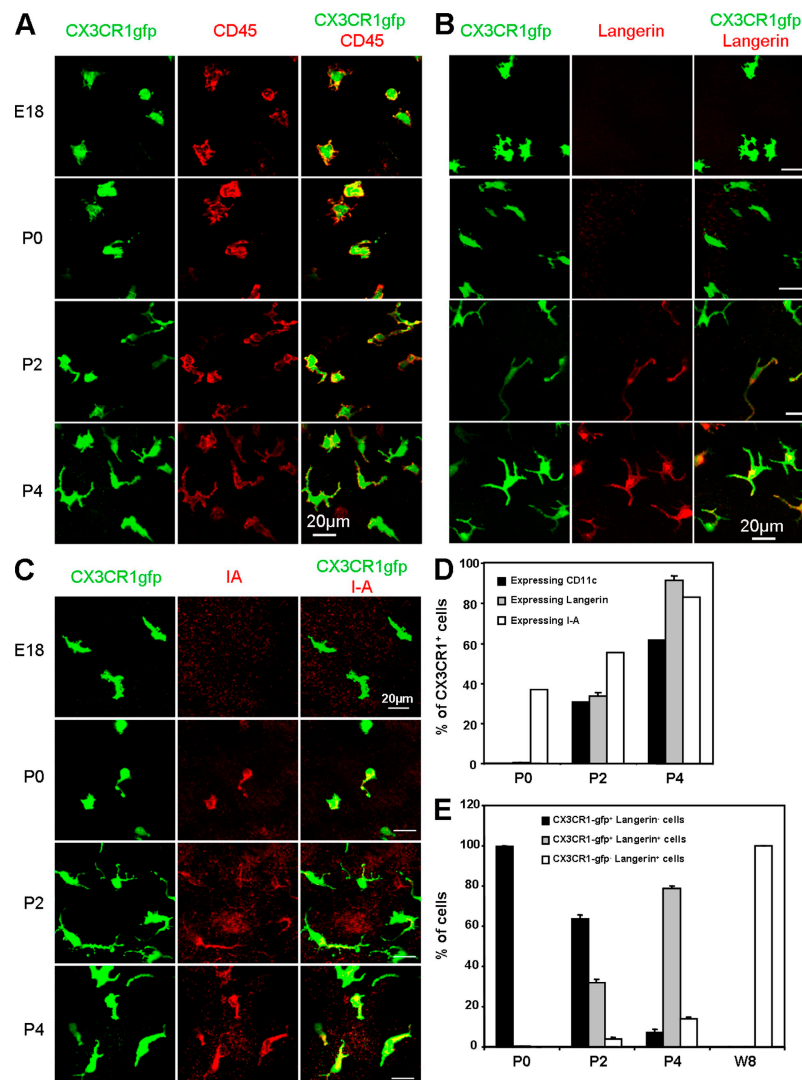 A
CX3CR1gfp
CD45
CX3CR1gfp
CD45
E18
P0
P2
P4
20µm
B
CX3CR1gfp
Langerin
CX3CR1gfp
Langerin
20µm
C
CX3CR1gfp
IA
CX3CR1gfp
I-A
E18
20µm
P0
P2
P4
D
100
80
60
40
20
0
% of CX3CR1⁺ cells
Expressing CD11c
Expressing Langerin
Expressing I-A
P0 P2 P4
E
120
100
80
60
40
20
0
% of cells
CX3CR1-gfp⁺ Langerin⁻ cells
CX3CR1-gfp⁺ Langerin⁺ cells
CX3CR1-gfp⁻ Langerin⁺ cells
P0 P2 P4 W8